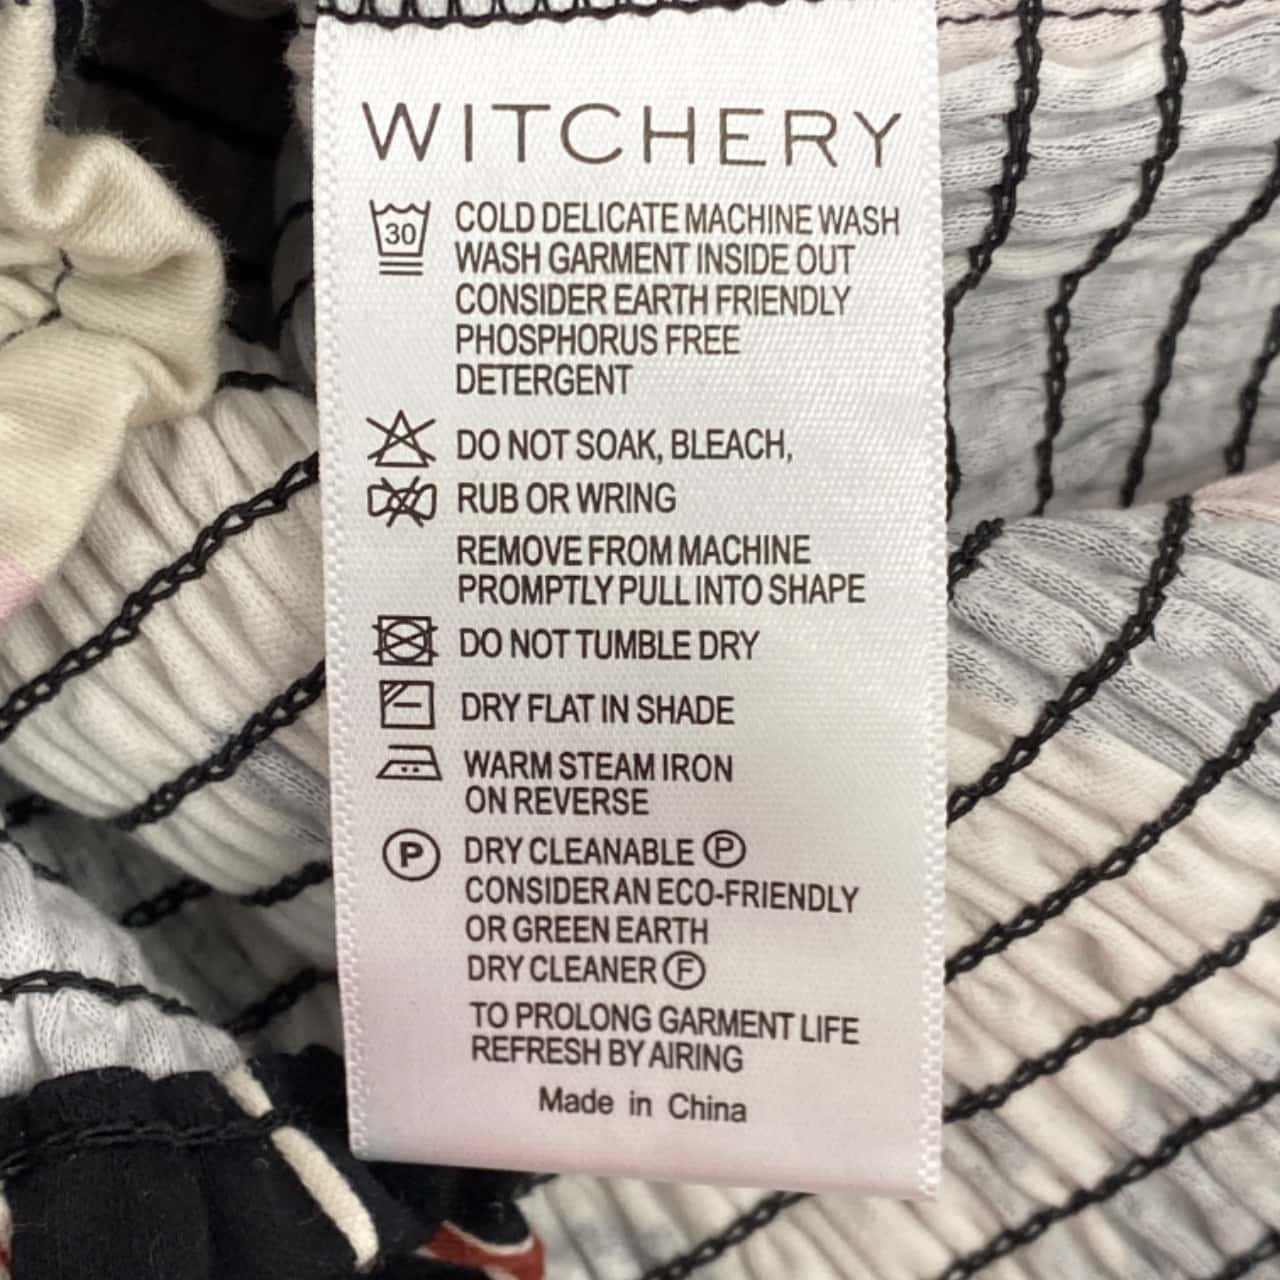 WITCHERY
30 COLD DELICATE MACHINE WASH
WASH GARMENT INSIDE OUT
CONSIDER EARTH FRIENDLY
PHOSPHORUS FREE
DETERGENT
DO NOT SOAK, BLEACH,
RUB OR WRING
REMOVE FROM MACHINE
PROMPTLY PULL INTO SHAPE
DO NOT TUMBLE DRY
DRY FLAT IN SHADE
WARM STEAM IRON
ON REVERSE
P DRY CLEANABLE Ⓟ
CONSIDER AN ECO-FRIENDLY
OR GREEN EARTH
DRY CLEANER Ⓕ
TO PROLONG GARMENT LIFE
REFRESH BY AIRING
Made in China